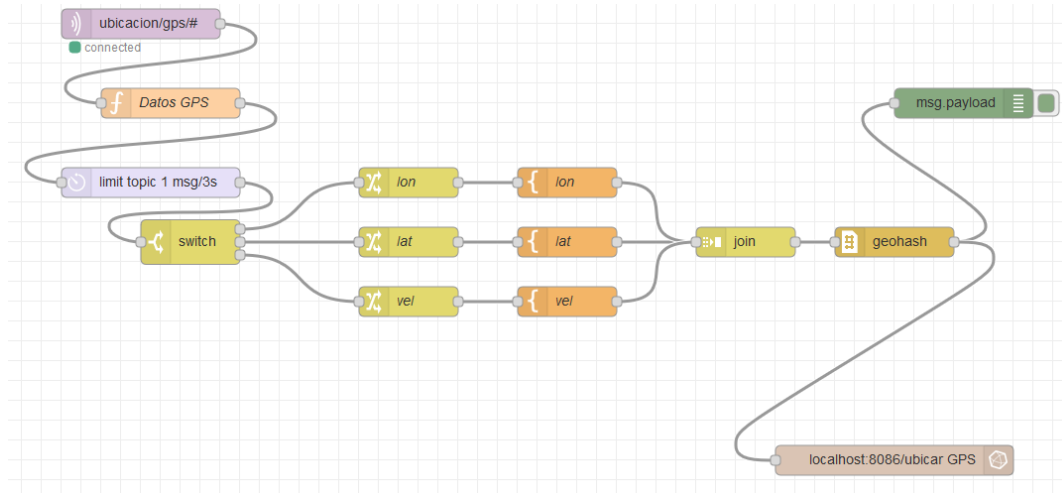 ubicacion/gps/#
connected
Datos GPS
msg.payload
limit topic 1 msg/3s
lon
lon
switch
lat
lat
join
geohash
vel
vel
localhost:8086/ubicar GPS